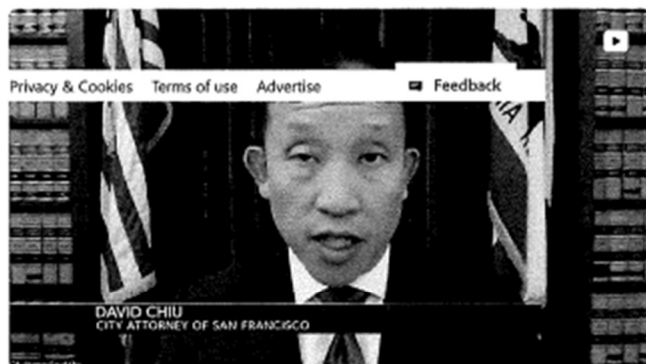 Privacy & Cookies Terms of use Advertise Feedback
DAVID CHIU
CITY ATTORNEY OF SAN FRANCISCO